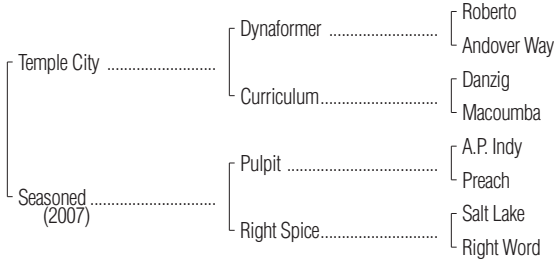 Roberto
Dynaformer
Andover Way
Temple City
Danzig
Curriculum
Macoumba
A.P. Indy
Pulpit
Preach
Seasoned
(2007)
Salt Lake
Right Spice
Right Word